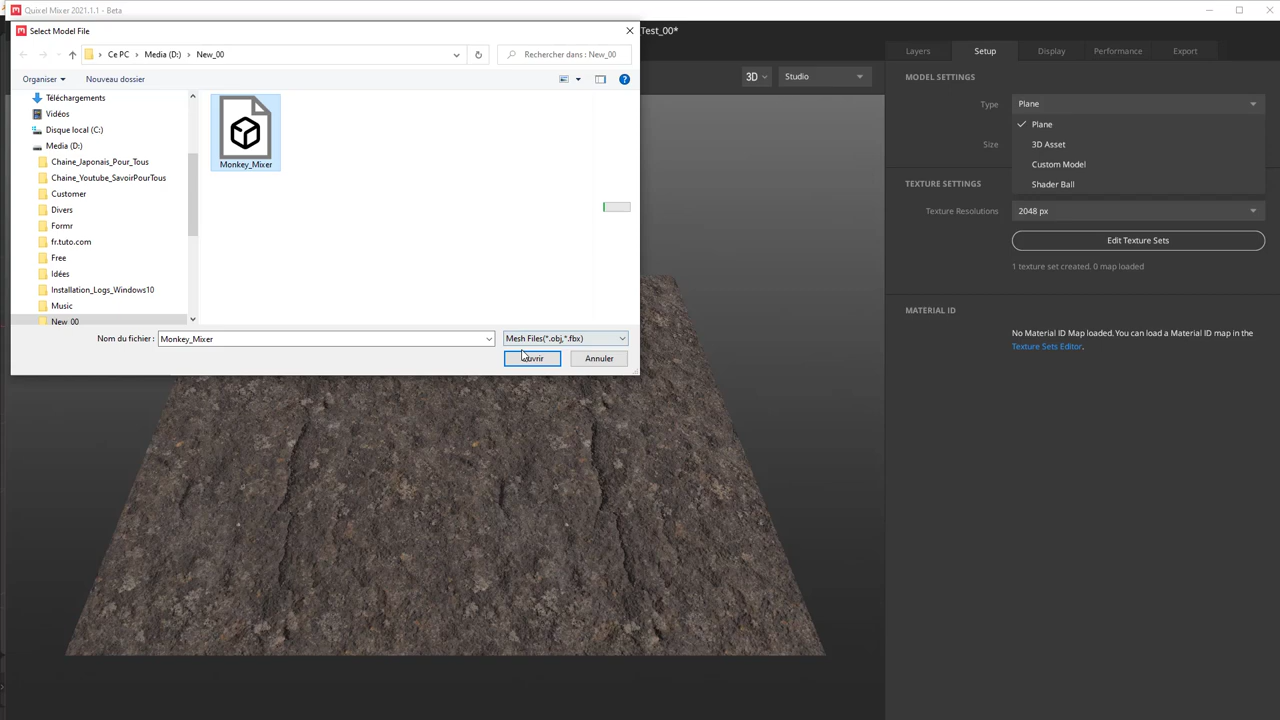 Quixel Mixer 2021.1.1 - Beta
Select Model File
Test_00*
Ce PC
Media (D:)
New_00
Rechercher dans : New_00
Layers
Setup
Display
Performance
Export
Organiser
Nouveau dossier
3D
Studio
MODEL SETTINGS
Type
Plane
Plane
3D Asset
Custom Model
Shader Ball
Size
TEXTURE SETTINGS
Texture Resolutions
2048 px
Edit Texture Sets
1 texture set created. 0 map loaded
MATERIAL ID
No Material ID Map loaded. You can load a Material ID map in the
Texture Sets Editor.
Téléchargements
Vidéos
Disque local (C:)
Media (D:)
Chaine_Japonais_Pour_Tous
Chaine_Youtube_SavoirPourTous
Customer
Divers
Formr
fr.tuto.com
Free
Idées
Installation_Logs_Windows10
Music
New_00
Monkey_Mixer
Nom du fichier :
Monkey_Mixer
Mesh Files(*.obj,*.fbx)
Annuler